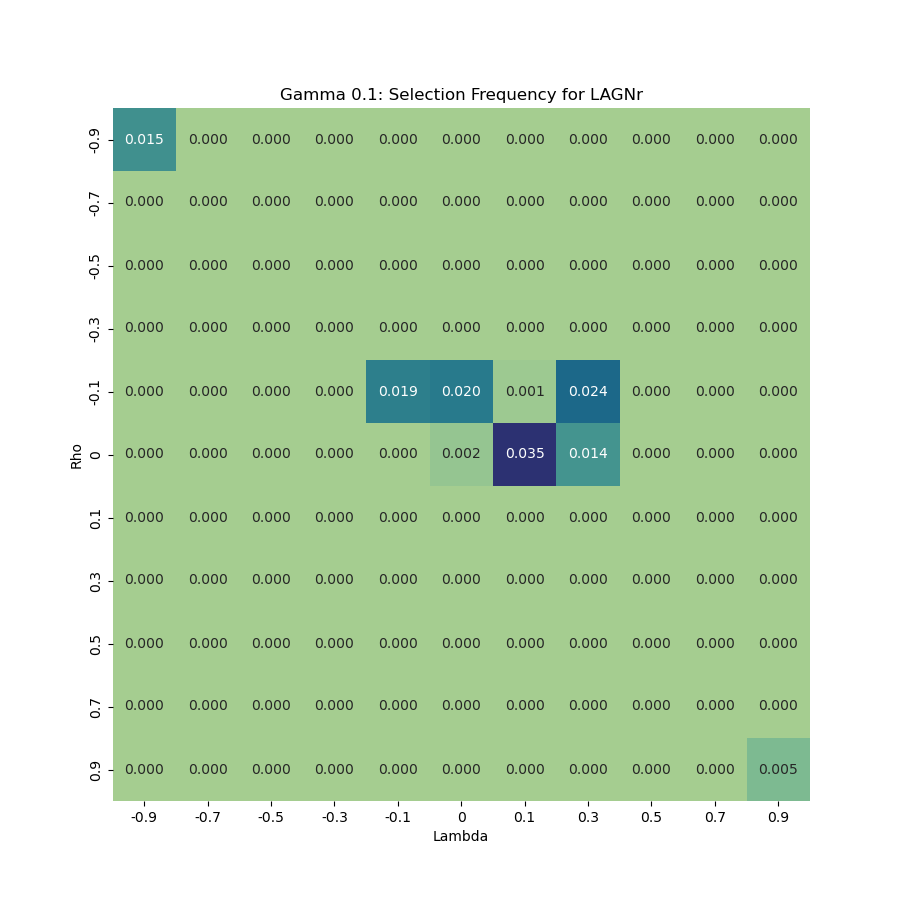 Gamma 0.1: Selection Frequency for LAGNr
-0.9 0.015 0.000 0.000 0.000 0.000 0.000 0.000 0.000 0.000 0.000 0.000
-0.7 0.000 0.000 0.000 0.000 0.000 0.000 0.000 0.000 0.000 0.000 0.000
-0.5 0.000 0.000 0.000 0.000 0.000 0.000 0.000 0.000 0.000 0.000 0.000
-0.3 0.000 0.000 0.000 0.000 0.000 0.000 0.000 0.000 0.000 0.000 0.000
-0.1 0.000 0.000 0.000 0.000 0.019 0.020 0.001 0.024 0.000 0.000 0.000
Rho
0 0.000 0.000 0.000 0.000 0.000 0.002 0.035 0.014 0.000 0.000 0.000
0.1 0.000 0.000 0.000 0.000 0.000 0.000 0.000 0.000 0.000 0.000 0.000
0.3 0.000 0.000 0.000 0.000 0.000 0.000 0.000 0.000 0.000 0.000 0.000
0.5 0.000 0.000 0.000 0.000 0.000 0.000 0.000 0.000 0.000 0.000 0.000
0.7 0.000 0.000 0.000 0.000 0.000 0.000 0.000 0.000 0.000 0.000 0.000
0.9 0.000 0.000 0.000 0.000 0.000 0.000 0.000 0.000 0.000 0.000 0.005
-0.9 -0.7 -0.5 -0.3 -0.1 0 0.1 0.3 0.5 0.7 0.9
Lambda